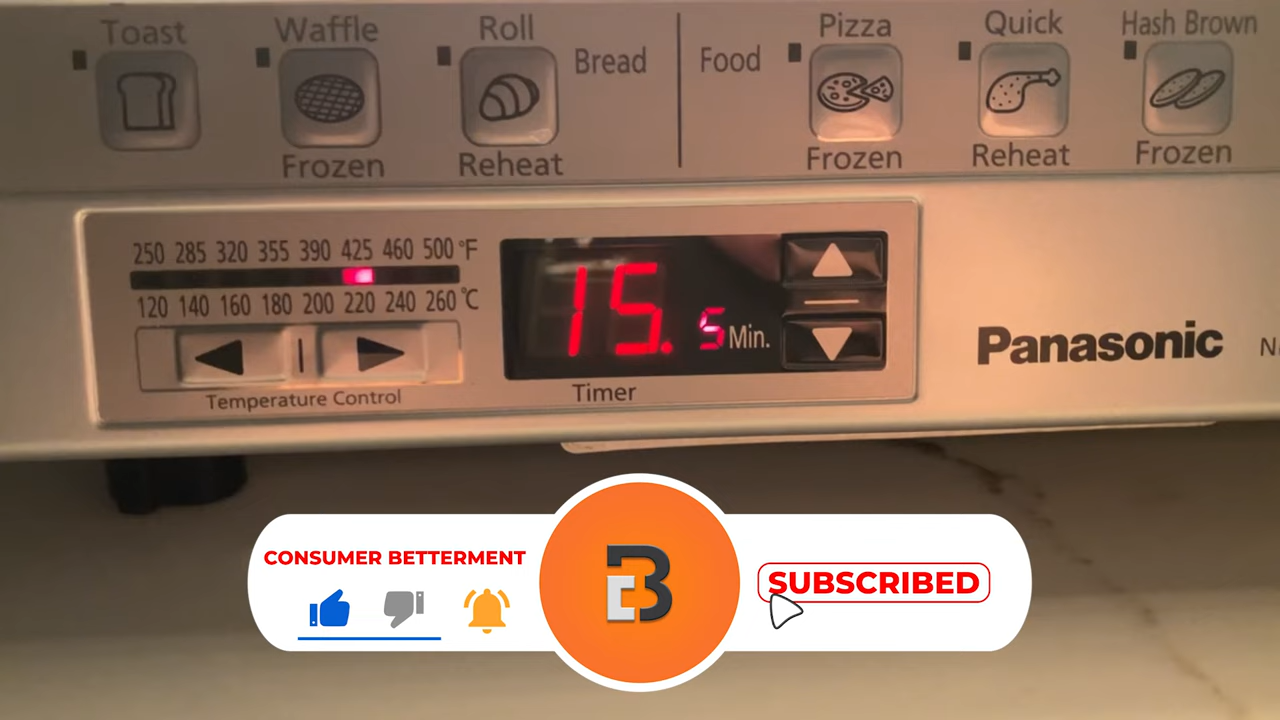 Toast Waffle Roll Pizza Quick Hash Brown
Bread Food
Frozen Reheat Frozen Reheat Frozen
250 285 320 355 390 425 460 500 °F
120 140 160 180 200 220 240 260 °C
Temperature Control
15.5 Min.
Timer
Panasonic
CONSUMER BETTERMENT
SUBSCRIBED